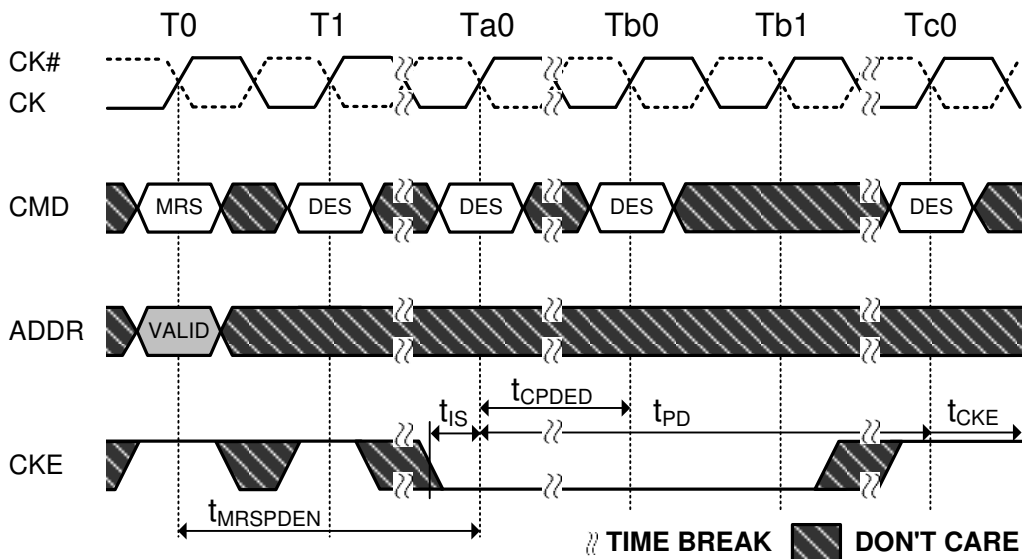 T0 T1 Ta0 Tb0 Tb1 Tc0
CK#
CK
CMD MRS DES DES DES DES
ADDR VALID
tIS tCPDED tPD tCKE
CKE
tMRSPDEN
TIME BREAK DON'T CARE